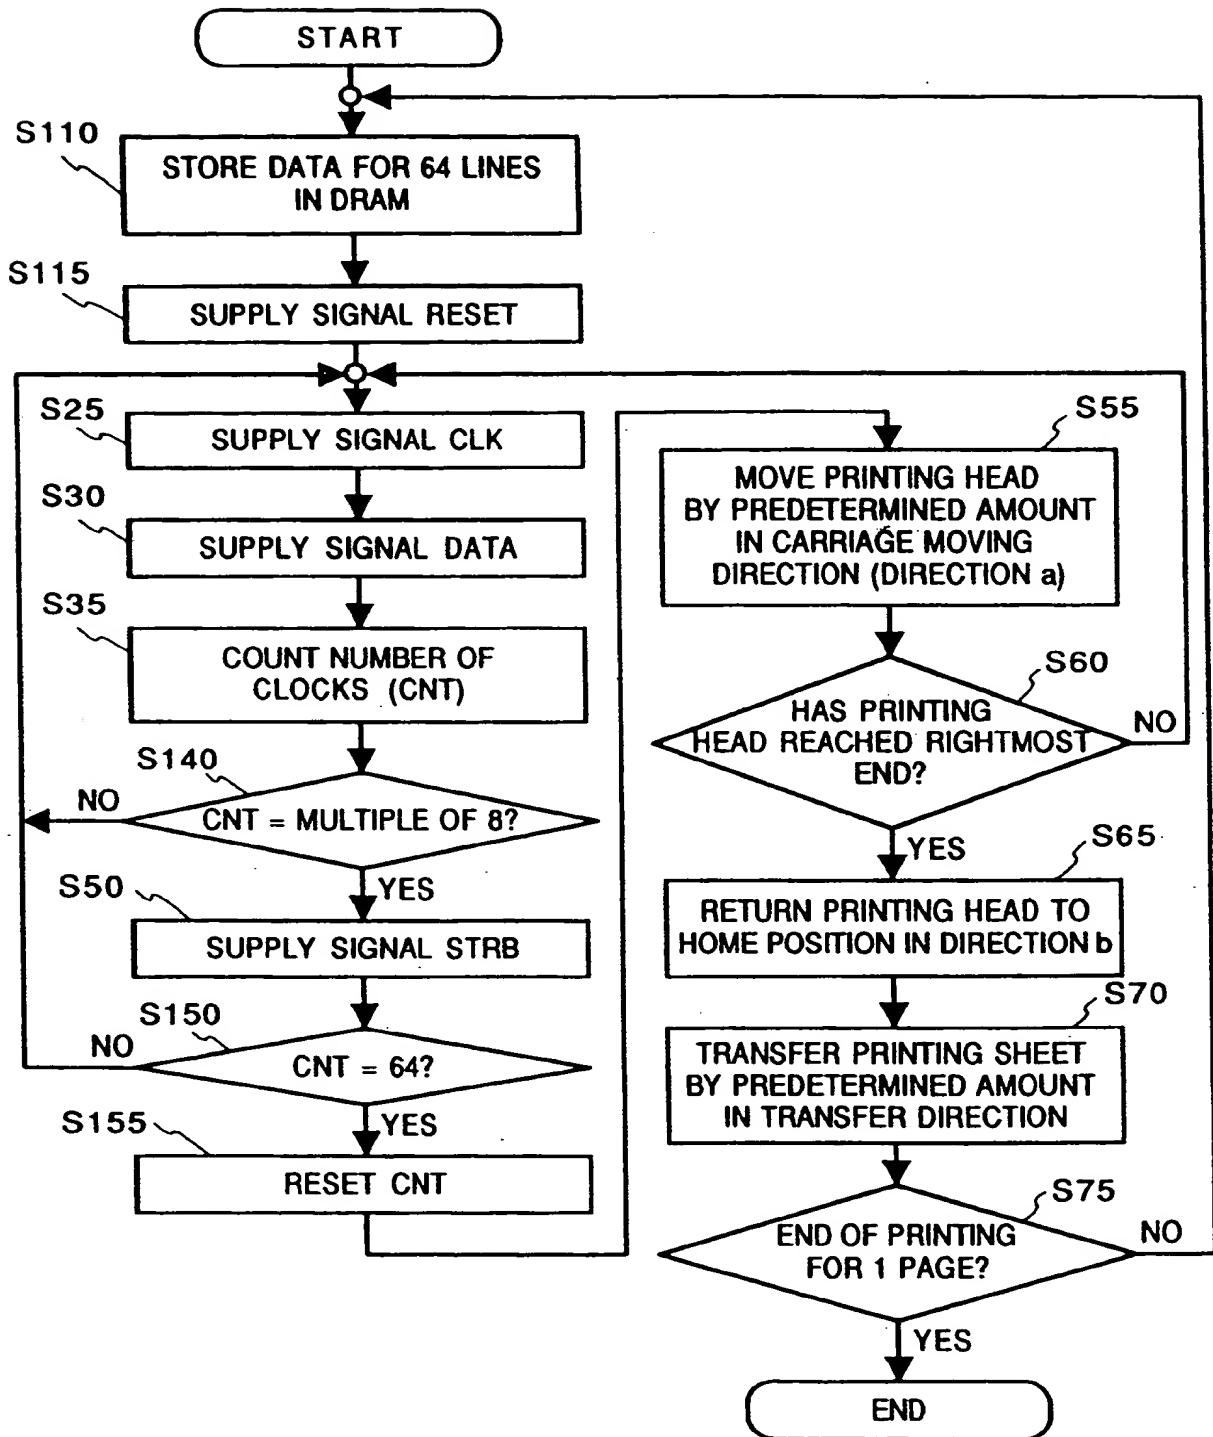 START
S110
STORE DATA FOR 64 LINES
IN DRAM
S115
SUPPLY SIGNAL RESET
S25
SUPPLY SIGNAL CLK
S30
SUPPLY SIGNAL DATA
S35
COUNT NUMBER OF
CLOCKS (CNT)
S140
NO
CNT = MULTIPLE OF 8?
YES
S50
SUPPLY SIGNAL STRB
S150
NO
CNT = 64?
YES
S155
RESET CNT
S55
MOVE PRINTING HEAD
BY PREDETERMINED AMOUNT
IN CARRIAGE MOVING
DIRECTION (DIRECTION a)
S60
HAS PRINTING
HEAD REACHED RIGHTMOST
END?
NO
YES
S65
RETURN PRINTING HEAD TO
HOME POSITION IN DIRECTION b
S70
TRANSFER PRINTING SHEET
BY PREDETERMINED AMOUNT
IN TRANSFER DIRECTION
S75
END OF PRINTING
FOR 1 PAGE?
NO
YES
END